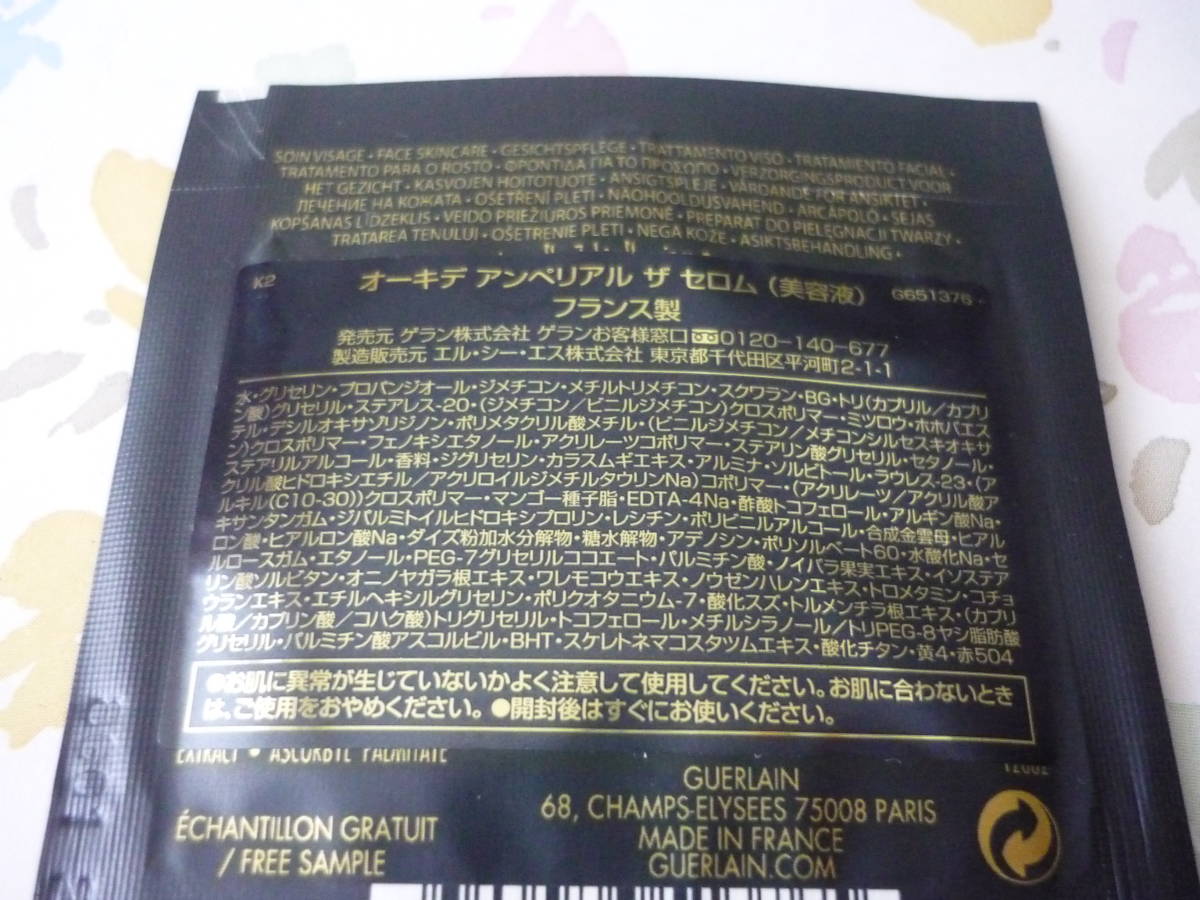 SOIN VISAGE • FACE SKINCARE • GESICHTSPFLEGE • TRATTAMENTO VISO • TRATAMIENTO FACIAL •
TRATAMENTO PARA O ROSTO • ΦΡΟΝΤΙΔΑ ΓΙΑ ΤΟ ΠΡΟΣΩΠΟ • VERZORGINGSPRODUCT VOOR
HET GEZICHT • KASVOJEN HOITOTUOTE • ANSIGTSPLEJE • VÅRDANDE FÖR ANSIKTET •
ЛЕЧЕНИЕ НА КОЖАТА • OŠETŘENÍ PLETI • NÄOHOOLDUSVAHEND • ARCÁPOLÓ • SEJAS
KOPŠANAS LĪDZEKLIS • VEIDO PRIEŽIŪROS PRIEMONĖ • PREPARAT DO PIELĘGNACJI TWARZY •
TRATAREA TENULUI • OŠETRENIE PLETI • NEGA KOŽE • ASIKTSBEHANDLING •
K2 オーキデ アンペリアル ザ セロム (美容液) G651376
フランス製
発売元 ゲラン株式会社 ゲランお客様窓口 0120-140-677
製造販売元 エル・シー・エス株式会社 東京都千代田区平河町2-1-1
水・グリセリン・プロパンジオール・ジメチコン・メチルトリメチコン・スクワラン・BG・トリ(カプリル/カプリ
ン酸)グリセリル・ステアレス-20・(ジメチコン/ビニルジメチコン)クロスポリマー・ミツロウ・ホホバエス
テル・デシルオキサゾリジノン・ポリメタクリル酸メチル・(ビニルジメチコン/メチコンシルセスキオキサ
ン)クロスポリマー・フェノキシエタノール・アクリレーツコポリマー・ステアリン酸グリセリル・セタノール・
ステアリルアルコール・香料・ジグリセリン・カラスムギエキス・アルミナ・ソルビトール・ラウレス-23・(ア
クリル酸ヒドロキシエチル/アクリロイルジメチルタウリンNa)コポリマー・(アクリレーツ/アクリル酸ア
ルキル(C10-30))クロスポリマー・マンゴー種子脂・EDTA-4Na・酢酸トコフェロール・アルギン酸Na・
キサンタンガム・ジパルミトイルヒドロキシプロリン・レシチン・ポリビニルアルコール・合成金雲母・ヒアル
ロン酸・ヒアルロン酸Na・ダイズ粉加水分解物・糖水解物・アデノシン・ポリソルベート60・水酸化Na・セ
ルロースガム・エタノール・PEG-7グリセリルココエート・パルミチン酸・ノイバラ果実エキス・イソステア
リン酸ソルビタン・オニノヤガラ根エキス・ワレモコウエキス・ノウゼンハレンエキス・トロメタミン・コチョ
ウランエキス・エチルヘキシルグリセリン・ポリクオタニウム-7・酸化スズ・トルメンチラ根エキス・(カプリ
ル酸/カプリン酸/コハク酸)トリグリセリル・トコフェロール・メチルシラノール/トリPEG-8ヤシ脂肪酸
グリセリル・パルミチン酸アスコルビル・BHT・スケレトネマコスタツムエキス・酸化チタン・黄4・赤504
●お肌に異常が生じていないかよく注意して使用してください。お肌に合わないとき
は、ご使用をおやめください。●開封後はすぐにお使いください。
EXTRACT • ASCORBYL PALMITATE
ÉCHANTILLON GRATUIT
/ FREE SAMPLE
GUERLAIN
68, CHAMPS-ELYSEES 75008 PARIS
MADE IN FRANCE
GUERLAIN.COM